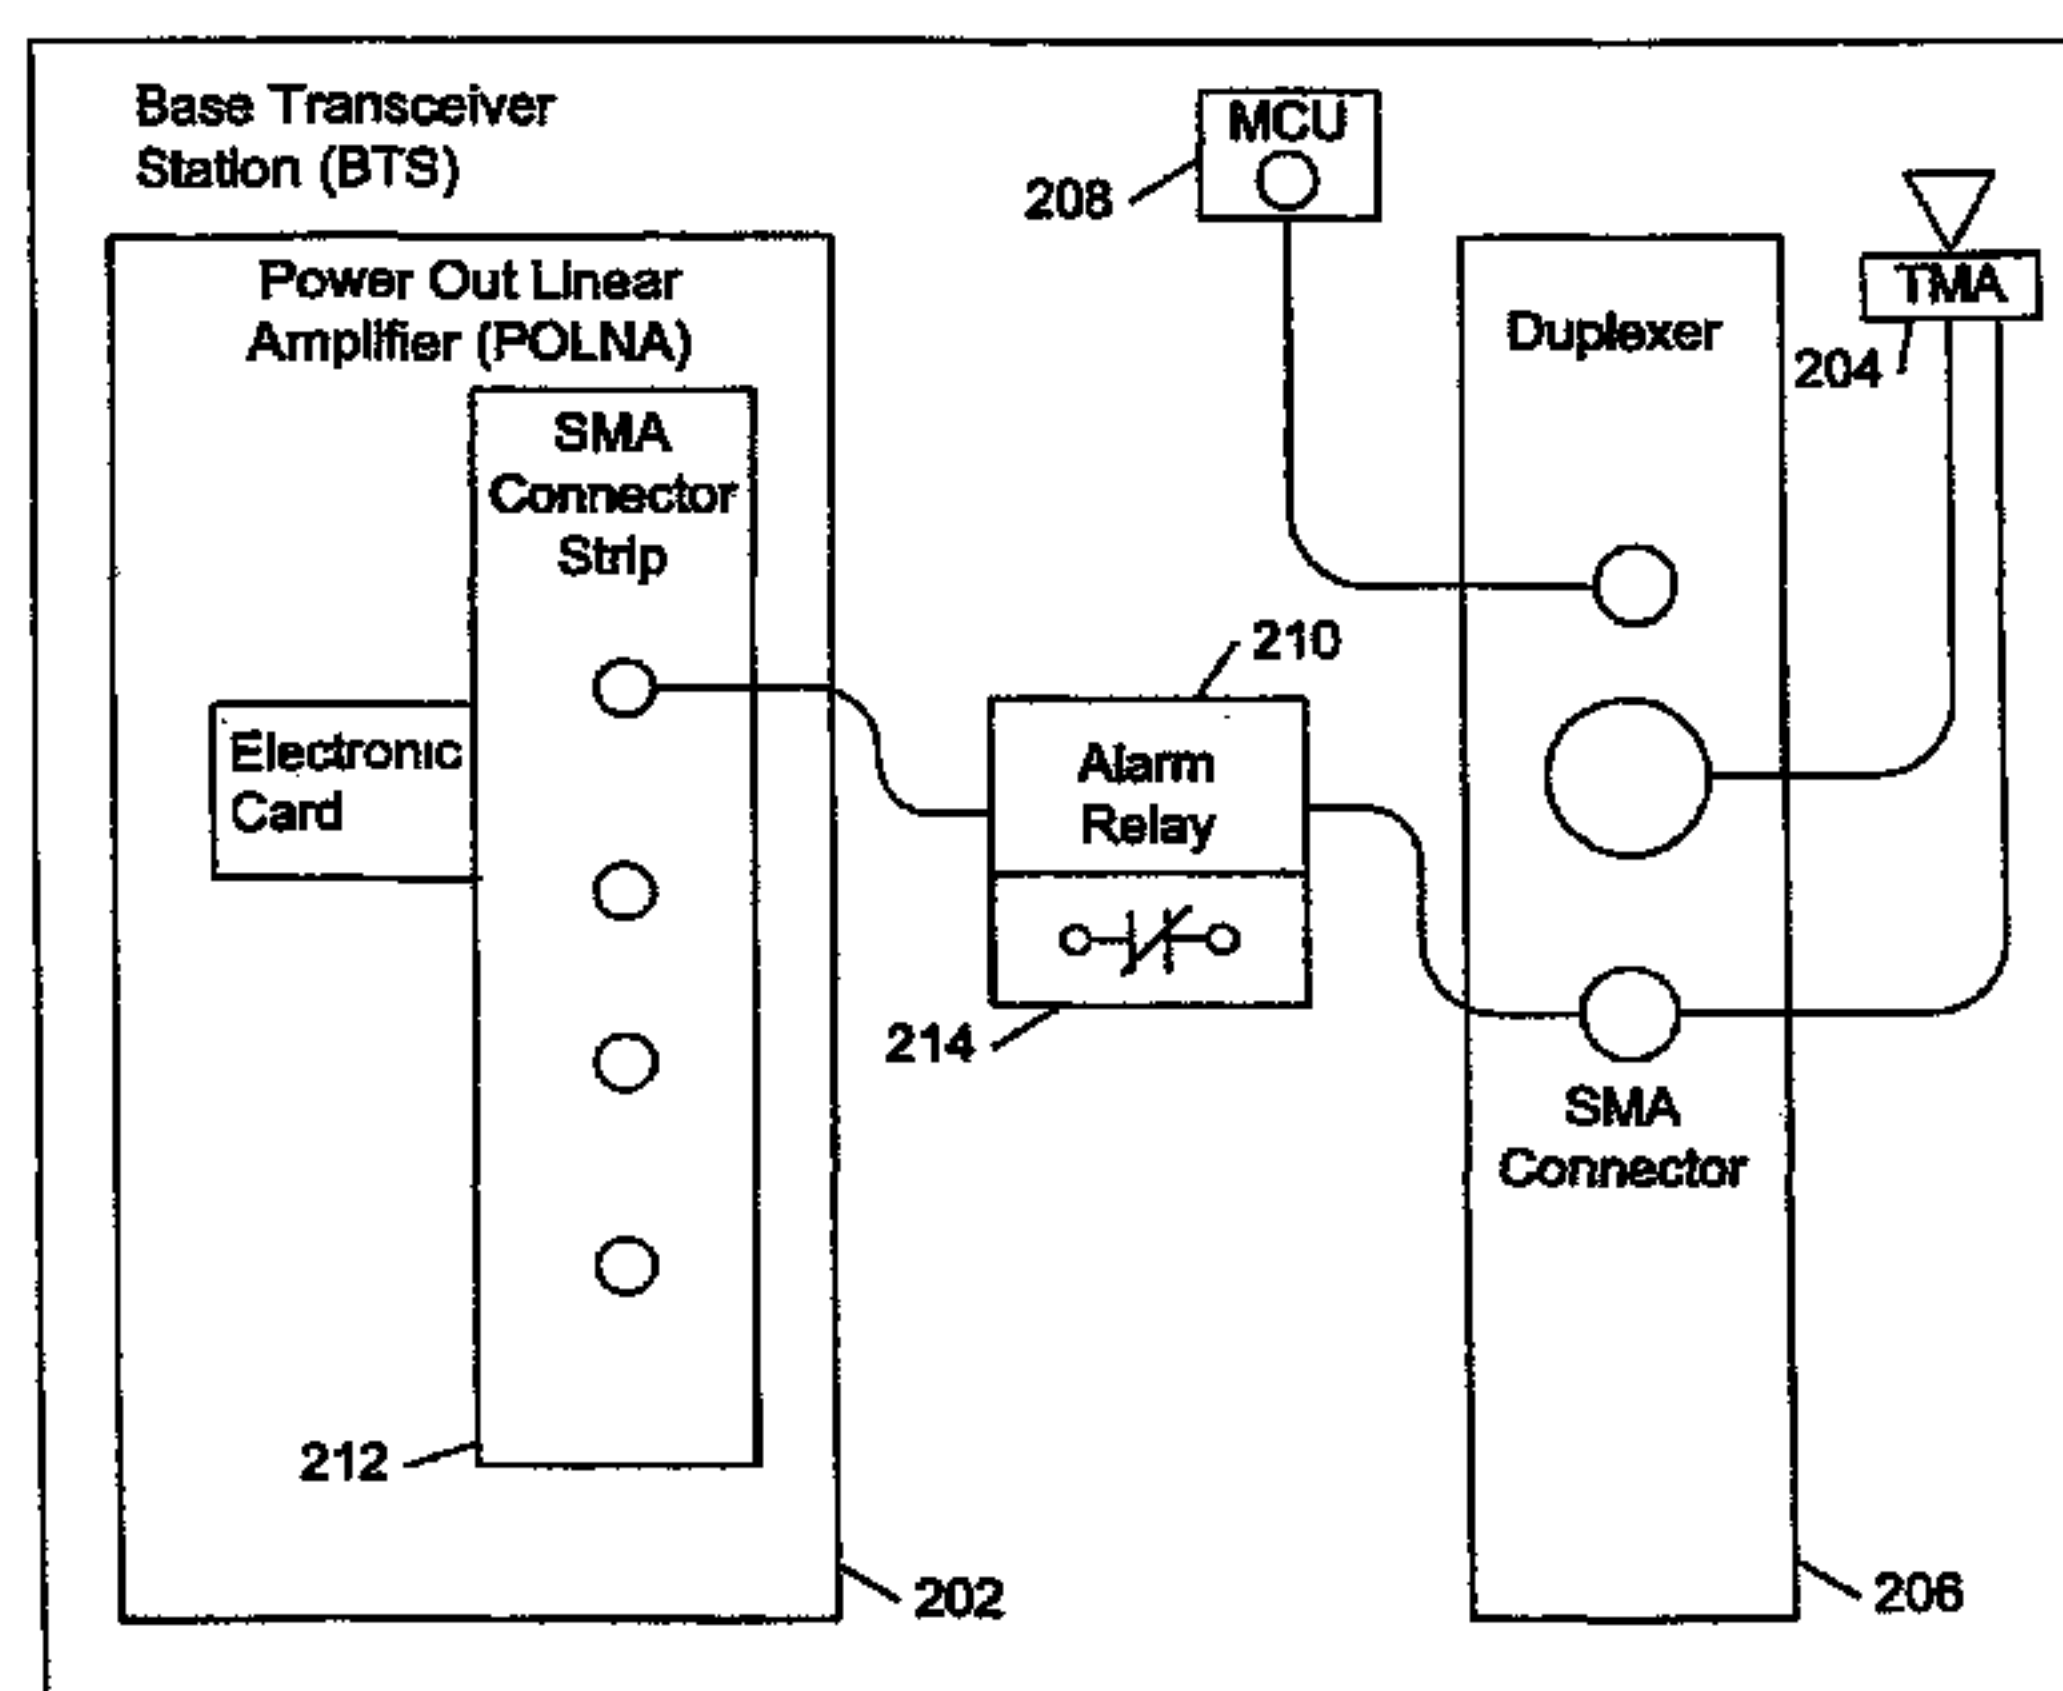 Base Transceiver
Station (BTS)
MCU
208
Power Out Linear
Amplifier (POLNA)
TMA
Duplexer
204
SMA
Connector
Strip
210
Electronic
Card
Alarm
Relay
214
SMA
Connector
212
202
206